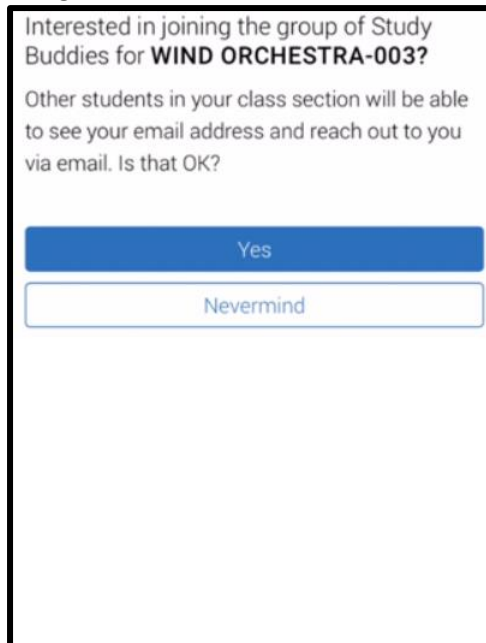 Interested in joining the group of Study
Buddies for WIND ORCHESTRA-003?
Other students in your class section will be able
to see your email address and reach out to you
via email. Is that OK?
Yes
Nevermind